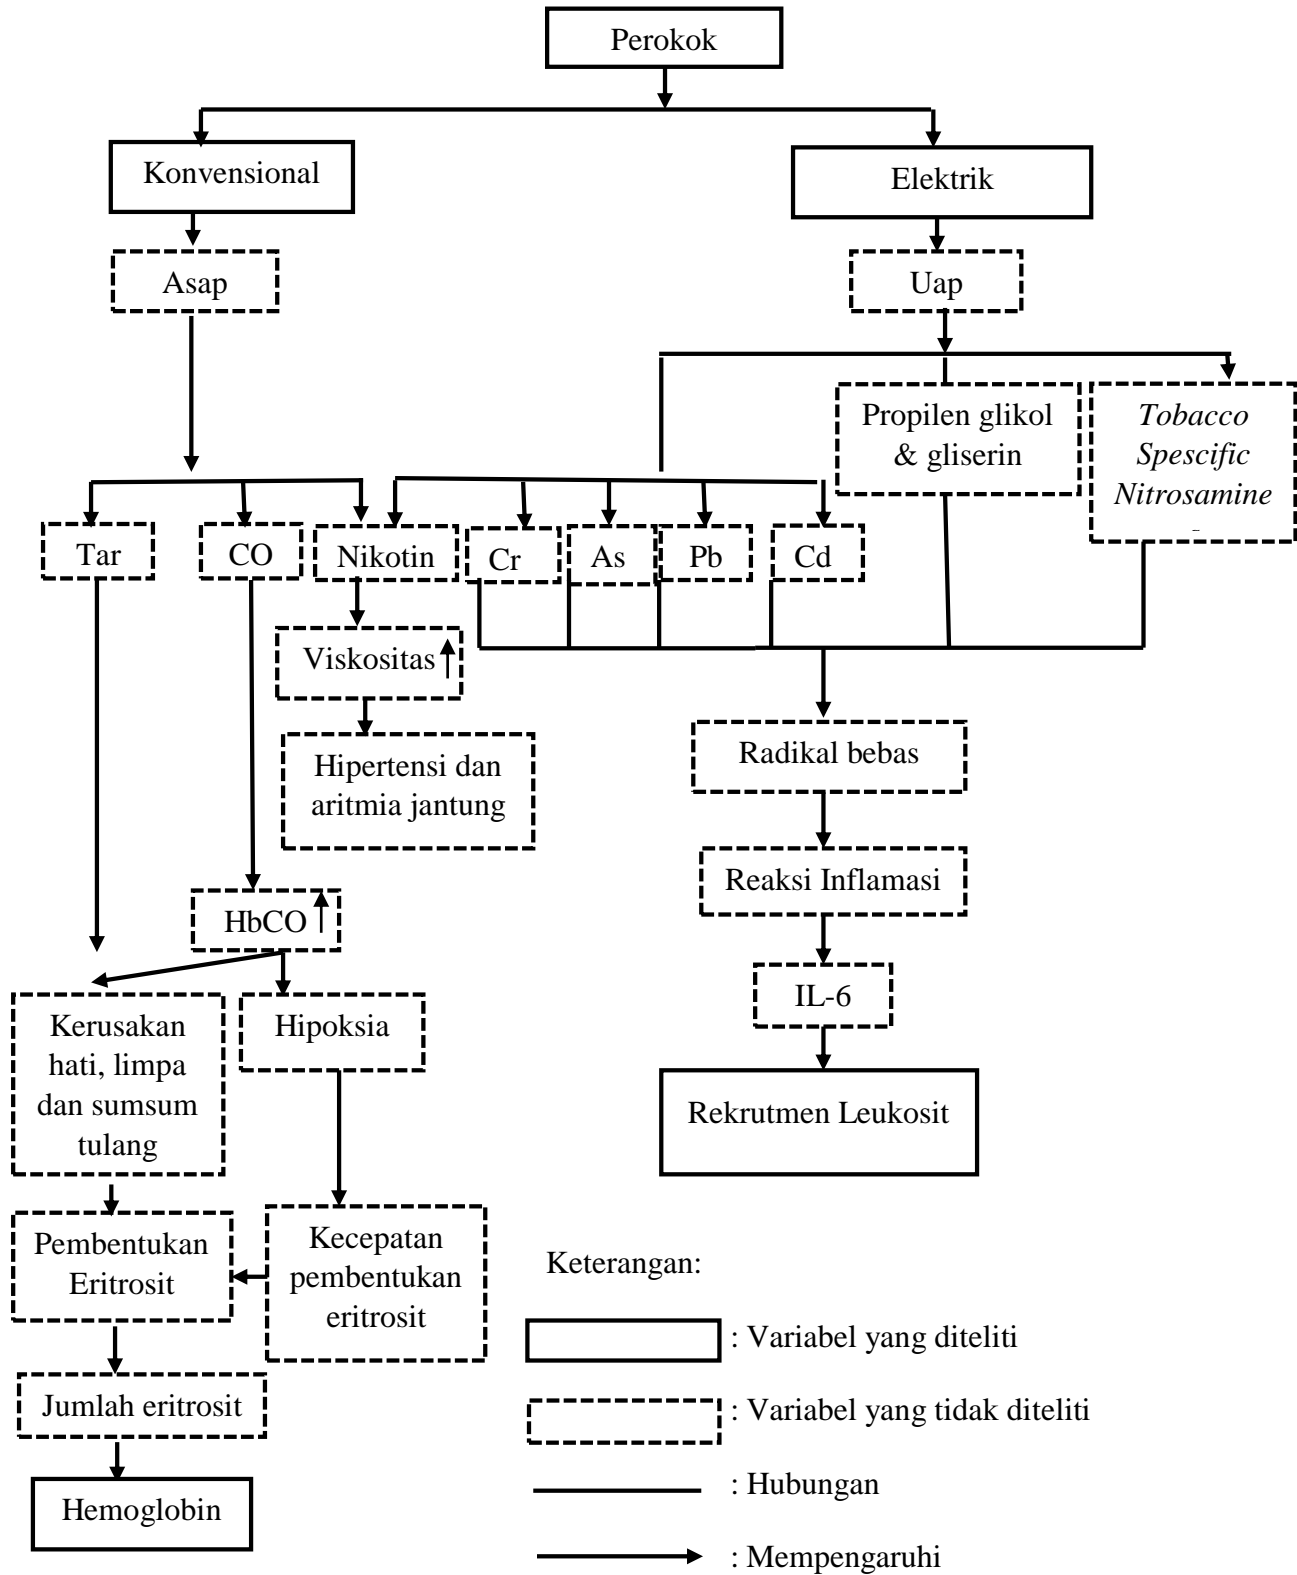 Perokok
Konvensional
Elektrik
Asap
Uap
Propilen glikol
& gliserin
Tobacco
Spescific
Nitrosamine
Tar
CO
Nikotin
Cr
As
Pb
Cd
Viskositas
Hipertensi dan
aritmia jantung
Radikal bebas
Reaksi Inflamasi
HbCO
IL-6
Kerusakan
hati, limpa
dan sumsum
tulang
Hipoksia
Rekrutmen Leukosit
Pembentukan
Eritrosit
Kecepatan
pembentukan
eritrosit
Jumlah eritrosit
Hemoglobin
Keterangan:
: Variabel yang diteliti
: Variabel yang tidak diteliti
: Hubungan
: Mempengaruhi